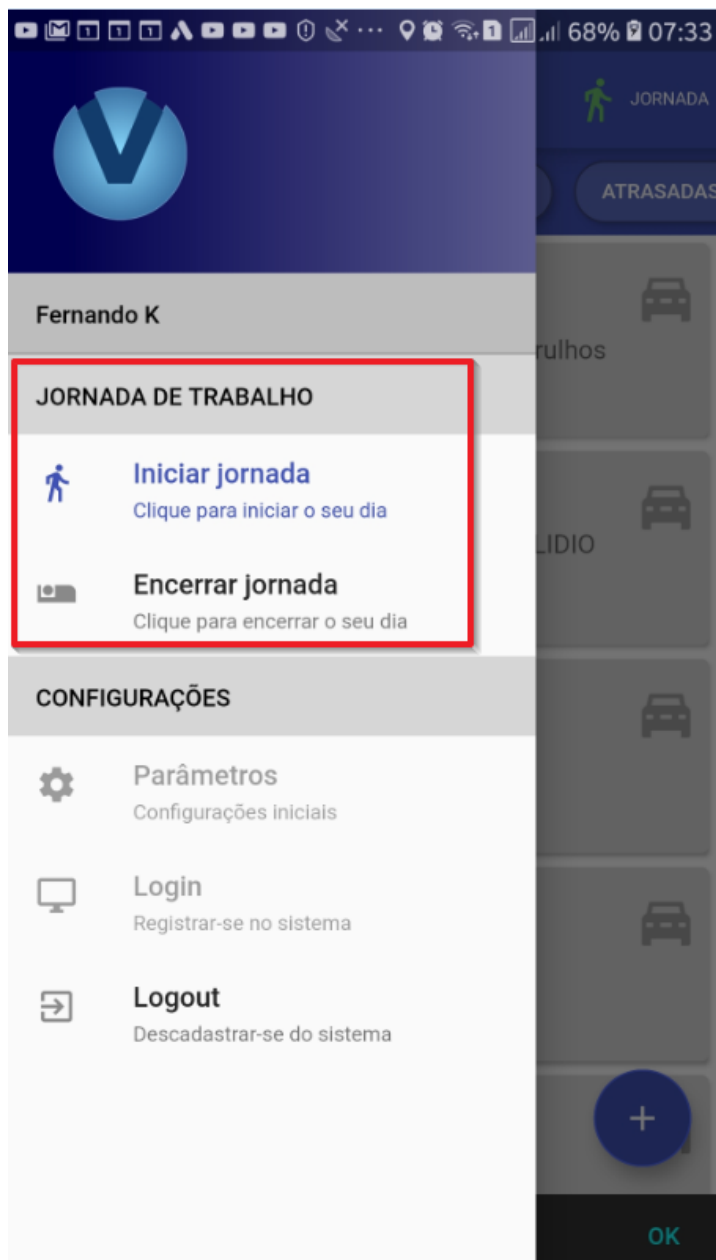 68% 07:33
V
JORNADA
ATRASADAS
Fernando K
rulhos
JORNADA DE TRABALHO
Iniciar jornada
Clique para iniciar o seu dia
LIDIO
Encerrar jornada
Clique para encerrar o seu dia
CONFIGURAÇÕES
Parâmetros
Configurações iniciais
Login
Registrar-se no sistema
Logout
Descadastrar-se do sistema
+
OK